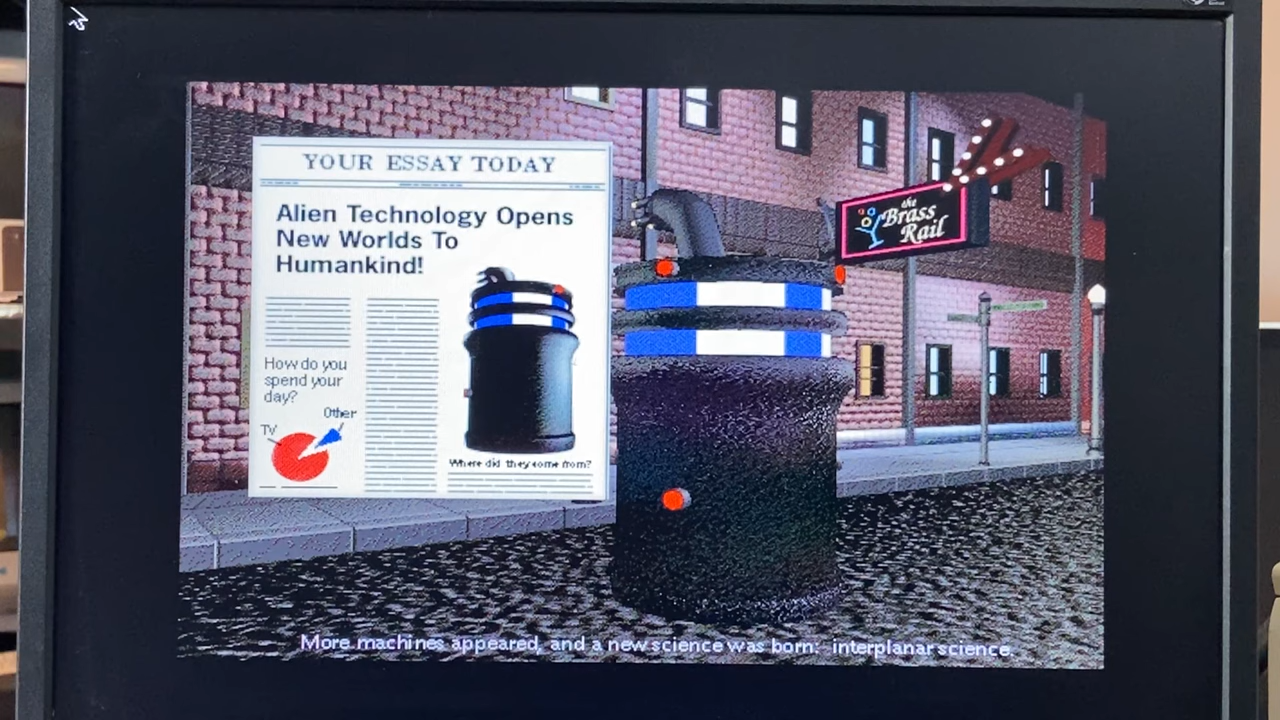 YOUR ESSAY TODAY
Alien Technology Opens
New Worlds To
Humankind!
How do you
spend your
day?
Other
TV
Where did they come from?
the
Brass
Rail
More machines appeared, and a new science was born: interplanar science.